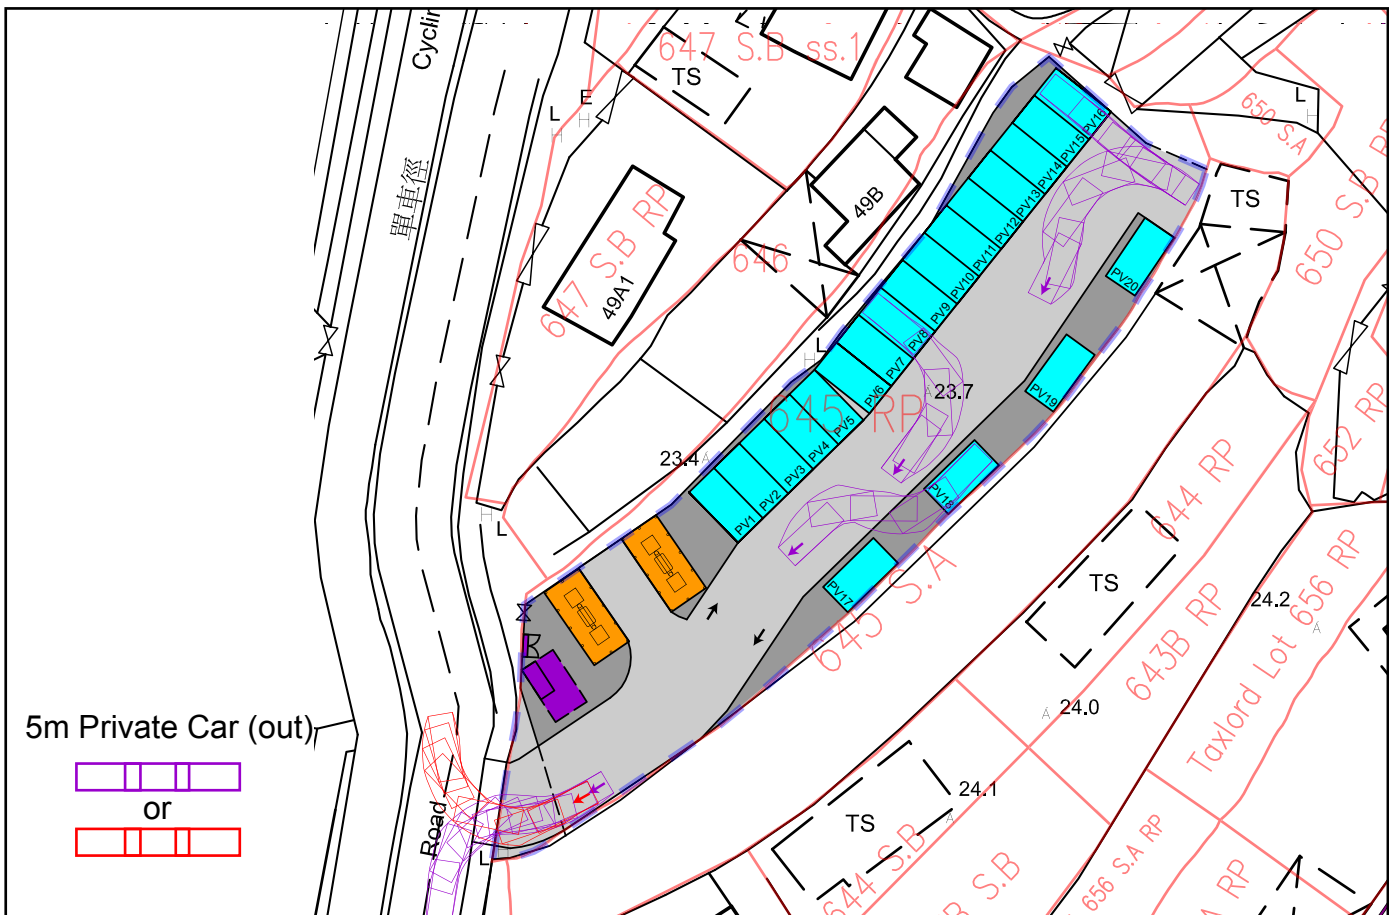 Cyclin
單車徑
L
E
TS
647 S.B ss.1
647 S.B RP
49A1
49B
646
L
650 S.A
L
TS
650 S.B RP
652 RP
PV16
PV15
PV14
PV13
PV12
PV11
PV10
PV9
PV8
PV7
PV6
PV5
PV4
PV3
PV2
PV1
PV20
PV19
PV18
PV17
23.7
645 RP
23.4
L
645 S.A
644 RP
TS
643B RP
24.2
Taxlord Lot 656 RP
24.0
24.1
TS
644 S.B
B S.B
656 S.A RP
A RP
5m Private Car (out)
or
Road
L